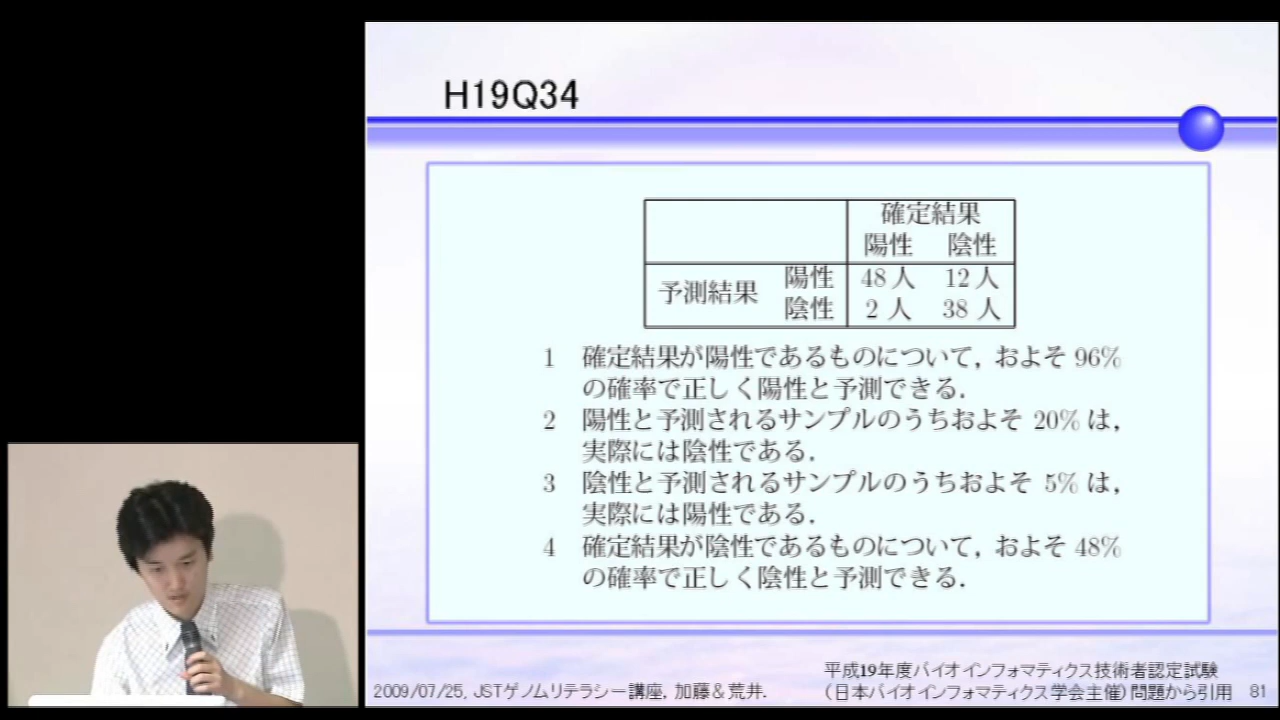 H19Q34
確定結果
陽性 陰性
予測結果 陽性 48人 12人
陰性 2人 38人
1 確定結果が陽性であるものについて, およそ 96%
の確率で正しく陽性と予測できる.
2 陽性と予測されるサンプルのうちおよそ 20% は,
実際には陰性である.
3 陰性と予測されるサンプルのうちおよそ 5% は,
実際には陽性である.
4 確定結果が陰性であるものについて, およそ 48%
の確率で正しく陰性と予測できる.
平成19年度バイオインフォマティクス技術者認定試験
2009/07/25, JSTゲノムリテラシー講座, 加藤＆荒井. (日本バイオインフォマティクス学会主催)問題から引用 81